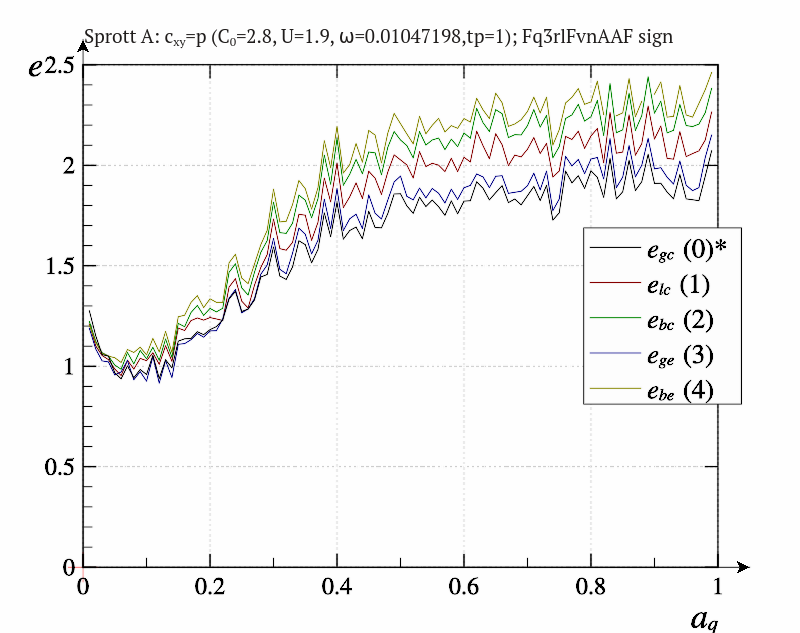 Sprott A: cxy=p (C0=2.8, U=1.9, ω=0.01047198,tp=1); Fq3rlFvnAAF sign
e
2.5
2
1.5
1
0.5
0
egc (0)*
elc (1)
ebc (2)
ege (3)
ebe (4)
0 0.2 0.4 0.6 0.8 1
aq